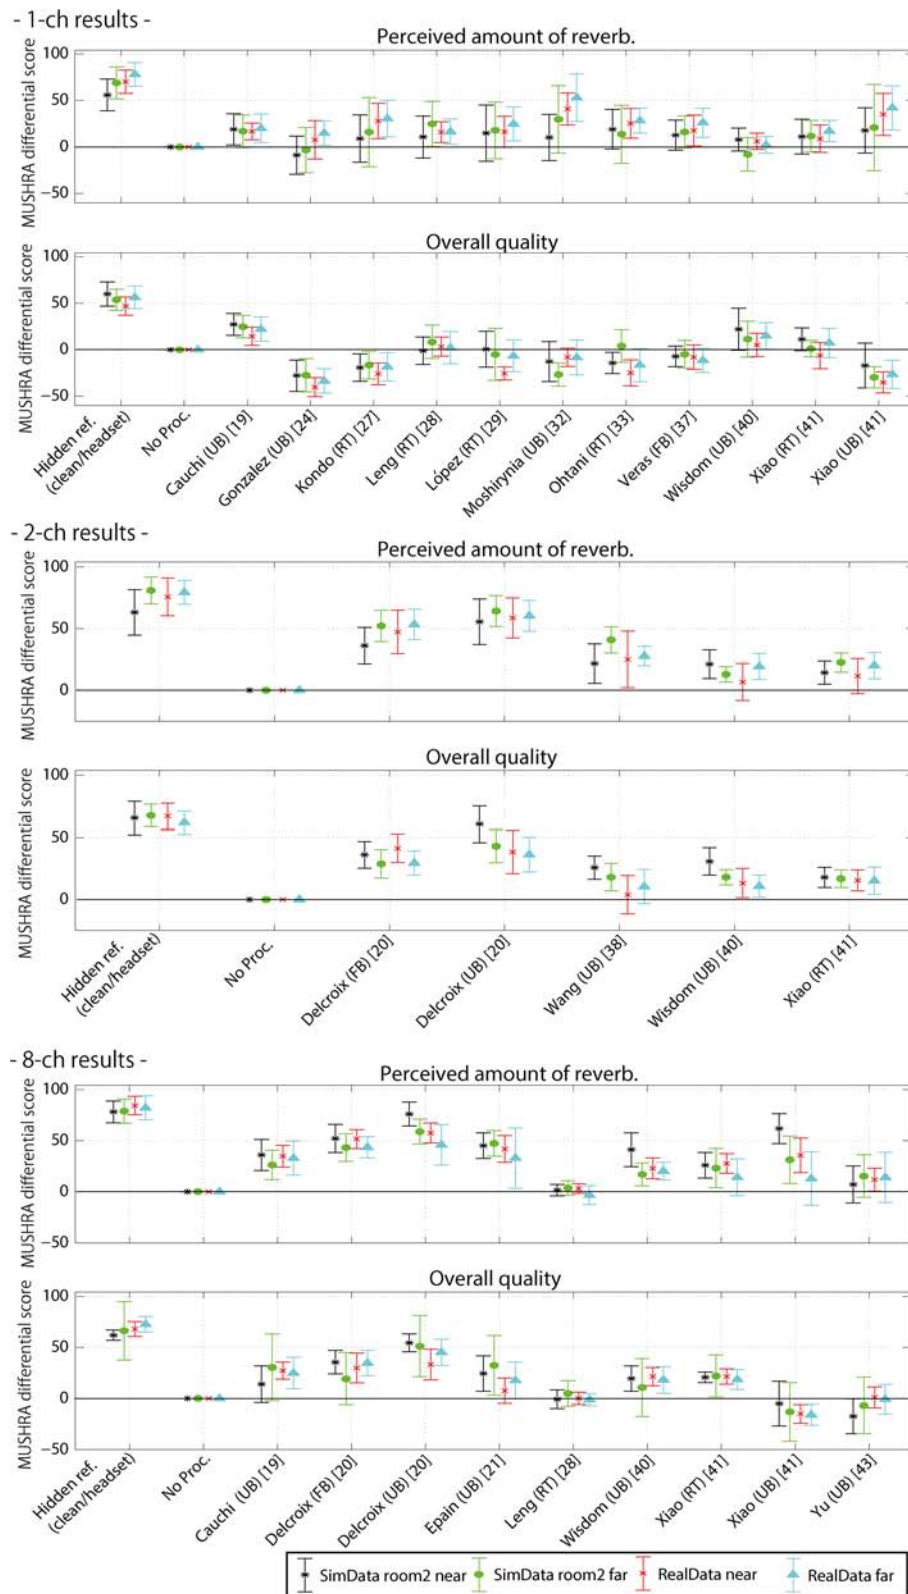 - 1-ch results -
Perceived amount of reverb.
MUSHRA differential score
100
50
0
−50
Overall quality
MUSHRA differential score
100
50
0
−50
Hidden ref.
(clean/headset)
No Proc.
Cauchi (UB) [19]
Gonzalez (UB) [24]
Kondo (RT) [27]
Leng (RT) [28]
López (RT) [29]
Moshirynia (UB) [32]
Ohtani (RT) [33]
Veras (FB) [37]
Wisdom (UB) [40]
Xiao (RT) [41]
Xiao (UB) [41]
- 2-ch results -
Perceived amount of reverb.
MUSHRA differential score
100
50
0
Overall quality
MUSHRA differential score
100
50
0
Hidden ref.
(clean/headset)
No Proc.
Delcroix (FB) [20]
Delcroix (UB) [20]
Wang (UB) [38]
Wisdom (UB) [40]
Xiao (RT) [41]
- 8-ch results -
Perceived amount of reverb.
MUSHRA differential score
100
50
0
−50
Overall quality
MUSHRA differential score
100
50
0
−50
Hidden ref.
(clean/headset)
No Proc.
Cauchi (UB) [19]
Delcroix (FB) [20]
Delcroix (UB) [20]
Epain (UB) [21]
Leng (RT) [28]
Wisdom (UB) [40]
Xiao (RT) [41]
Xiao (UB) [41]
Yu (UB) [43]
SimData room2 near
SimData room2 far
RealData near
RealData far